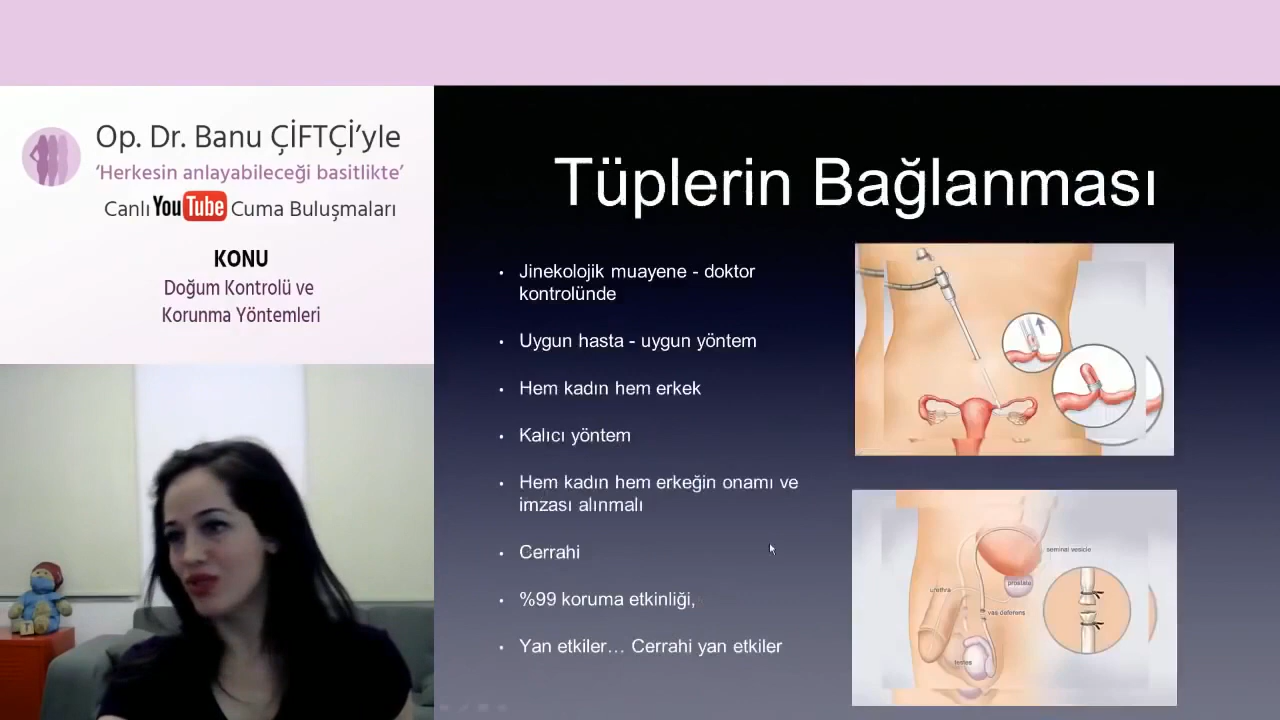 Op. Dr. Banu ÇİFTÇİ’yle
‘Herkesin anlayabileceği basitlikte’
Canlı YouTube Cuma Buluşmaları
KONU
Doğum Kontrolü ve
Korunma Yöntemleri
Tüplerin Bağlanması
Jinekolojik muayene - doktor
kontrolünde
Uygun hasta - uygun yöntem
Hem kadın hem erkek
Kalıcı yöntem
Hem kadın hem erkeğin onamı ve
imzası alınmalı
Cerrahi
%99 koruma etkinliği,
Yan etkiler… Cerrahi yan etkiler
seminal vesicle
prostate
urethra
vas deferens
testes